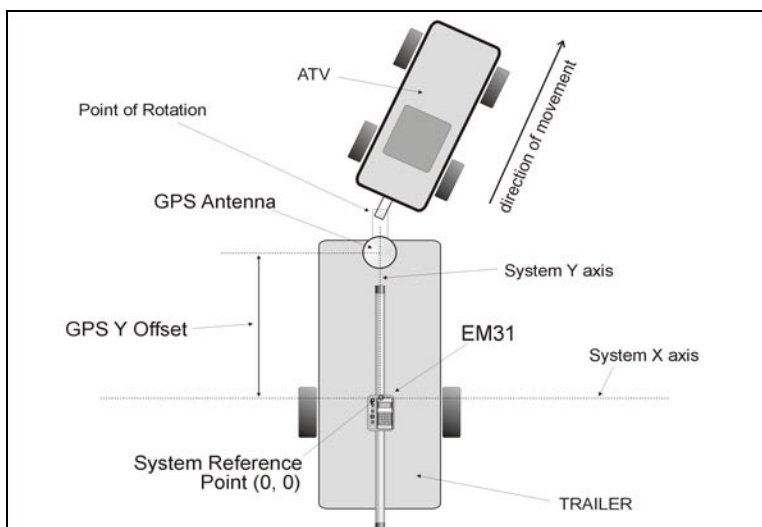 ATV
Point of Rotation
direction of movement
GPS Antenna
System Y axis
GPS Y Offset
EM31
System X axis
System Reference
Point (0, 0)
TRAILER